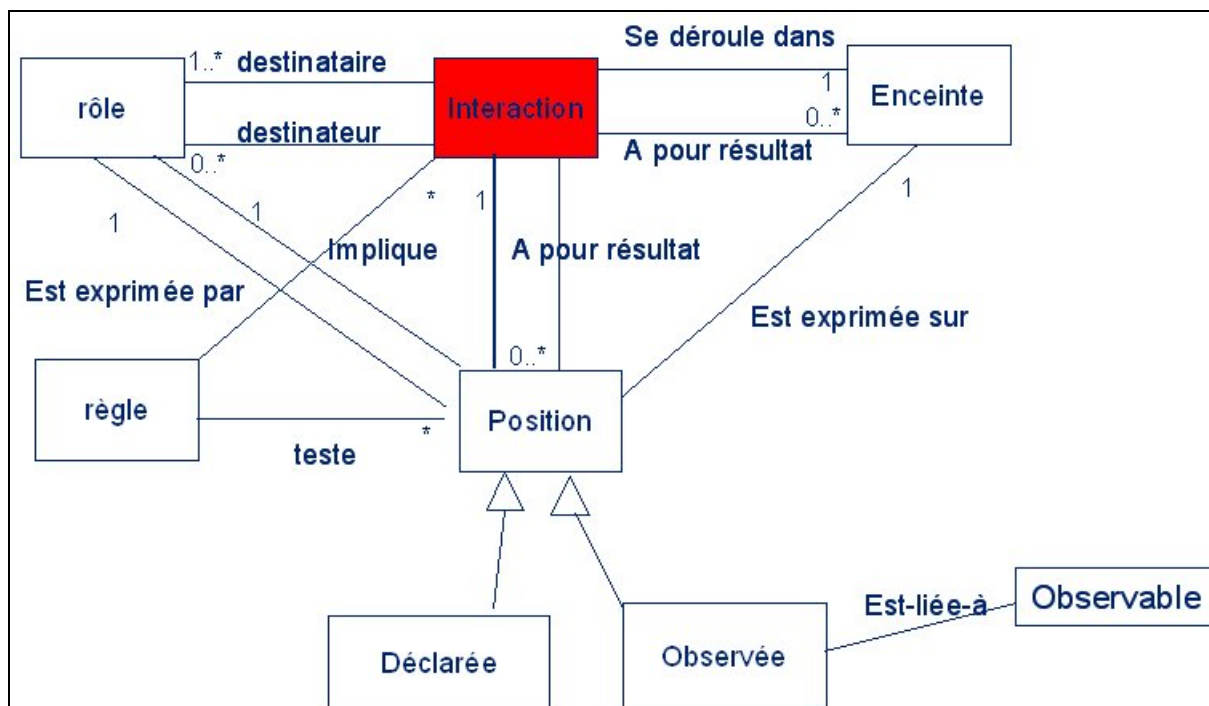 Se déroule dans
1..* destinataire
rôle
Interaction
1
Enceinte
destinateur
0..*
0..*
A pour résultat
*
1
1
1
1
Implique
A pour résultat
Est exprimée par
Est exprimée sur
0..*
règle
*
Position
teste
Est-liée-à
Observable
Déclarée
Observée